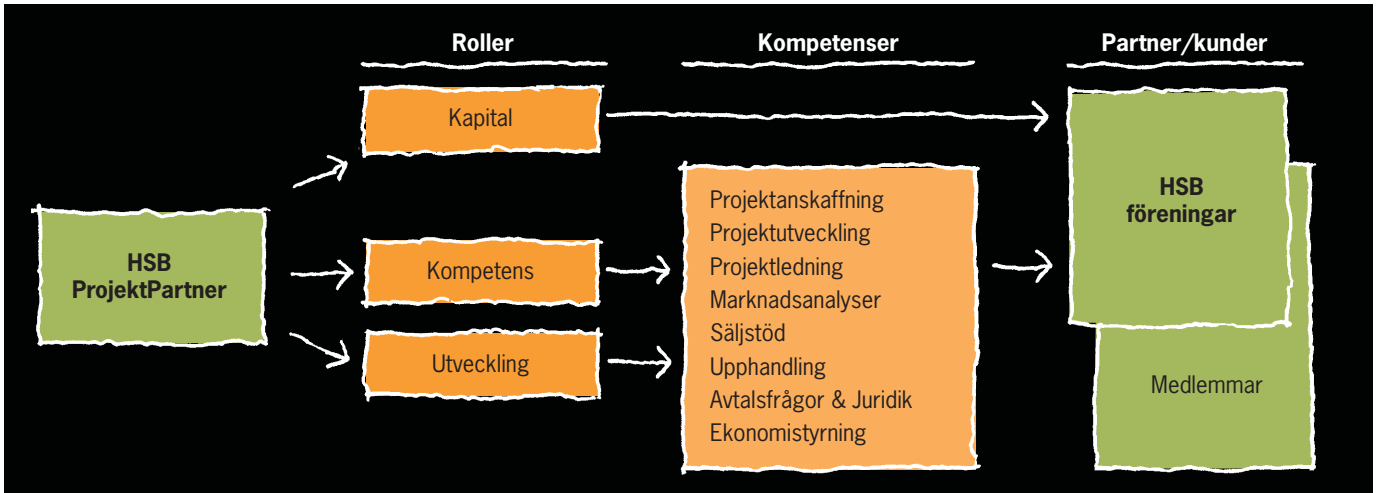 Roller
Kompetenser
Partner/kunder
Kapital
HSB
ProjektPartner
Kompetens
Utveckling
Projektanskaffning
Projektutveckling
Projektledning
Marknadsanalyser
Säljstöd
Upphandling
Avtalsfrågor & Juridik
Ekonomistyrning
HSB
föreningar
Medlemmar